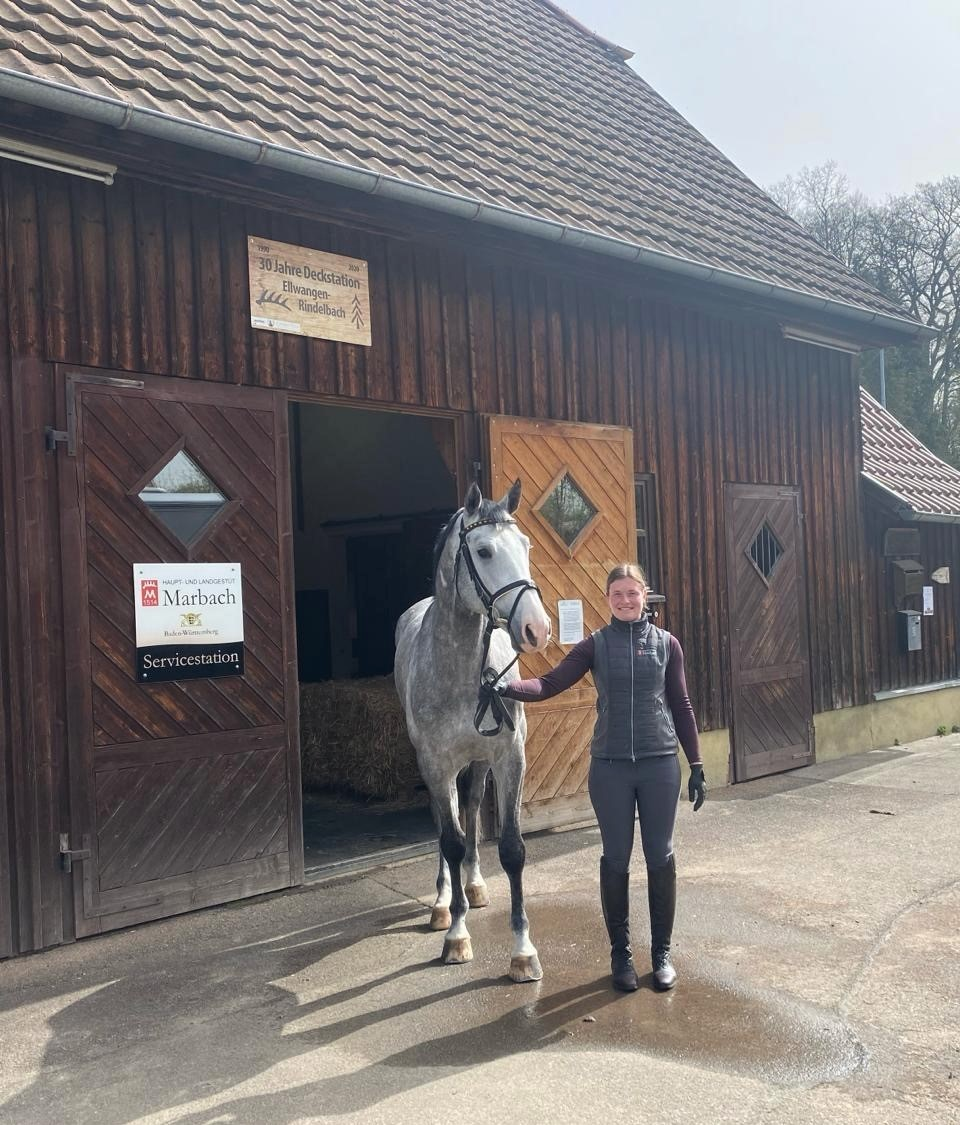 1990 2020
30 Jahre Deckstation
Ellwangen-
Rindelbach
HAUPT- UND LANDGESTÜT
M
1514
Marbach
Baden-Württemberg
Servicestation